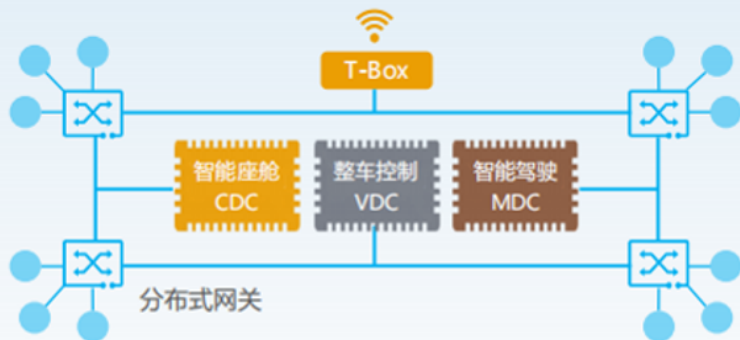 T-Box
智能座舱
CDC
整车控制
VDC
智能驾驶
MDC
分布式网关